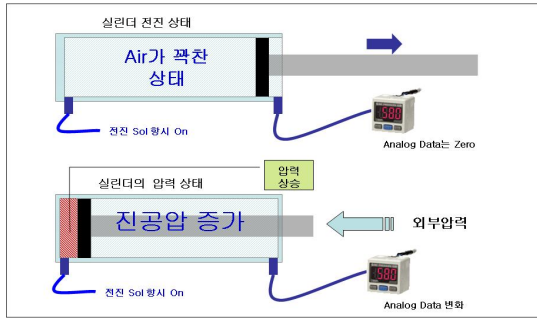 실린더 전진 상태
Air가 꽉찬
상태
580
전진 Sol 항시 On
Analog Data는 Zero
압력
상승
실린더의 압력 상태
진공압 증가
외부압력
580
전진 Sol 항시 On
Analog Data 변화